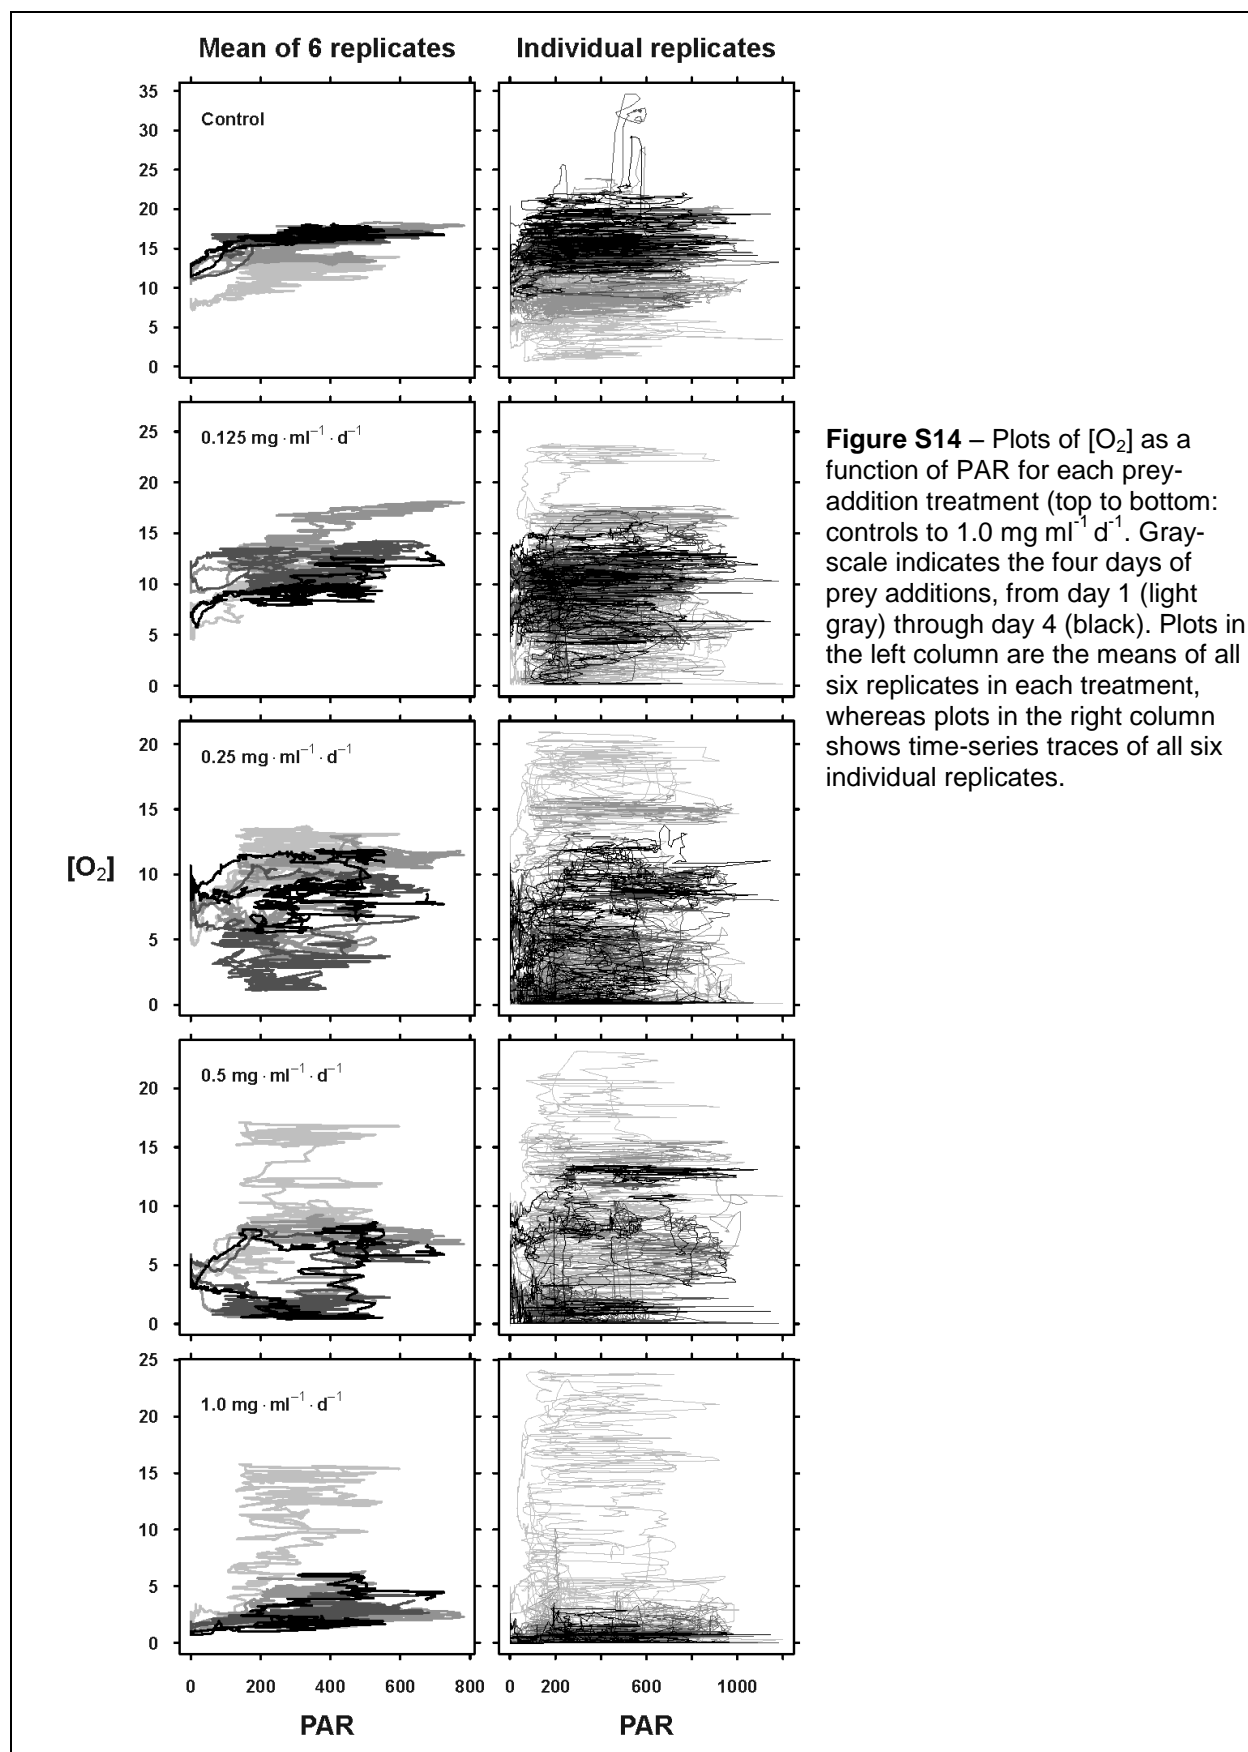 Mean of 6 replicates Individual replicates
35
30
25
20
15
10
5
0
Control
25
20
15
10
5
0
0.125 mg · ml⁻¹ · d⁻¹
20
15
10
5
0
0.25 mg · ml⁻¹ · d⁻¹
[O₂]
20
15
10
5
0
0.5 mg · ml⁻¹ · d⁻¹
25
20
15
10
5
0
1.0 mg · ml⁻¹ · d⁻¹
0 200 400 600 800 0 200 600 1000
PAR PAR
Figure S14 – Plots of [O₂] as a
function of PAR for each prey-
addition treatment (top to bottom:
controls to 1.0 mg ml⁻¹ d⁻¹. Gray-
scale indicates the four days of
prey additions, from day 1 (light
gray) through day 4 (black). Plots in
the left column are the means of all
six replicates in each treatment,
whereas plots in the right column
shows time-series traces of all six
individual replicates.